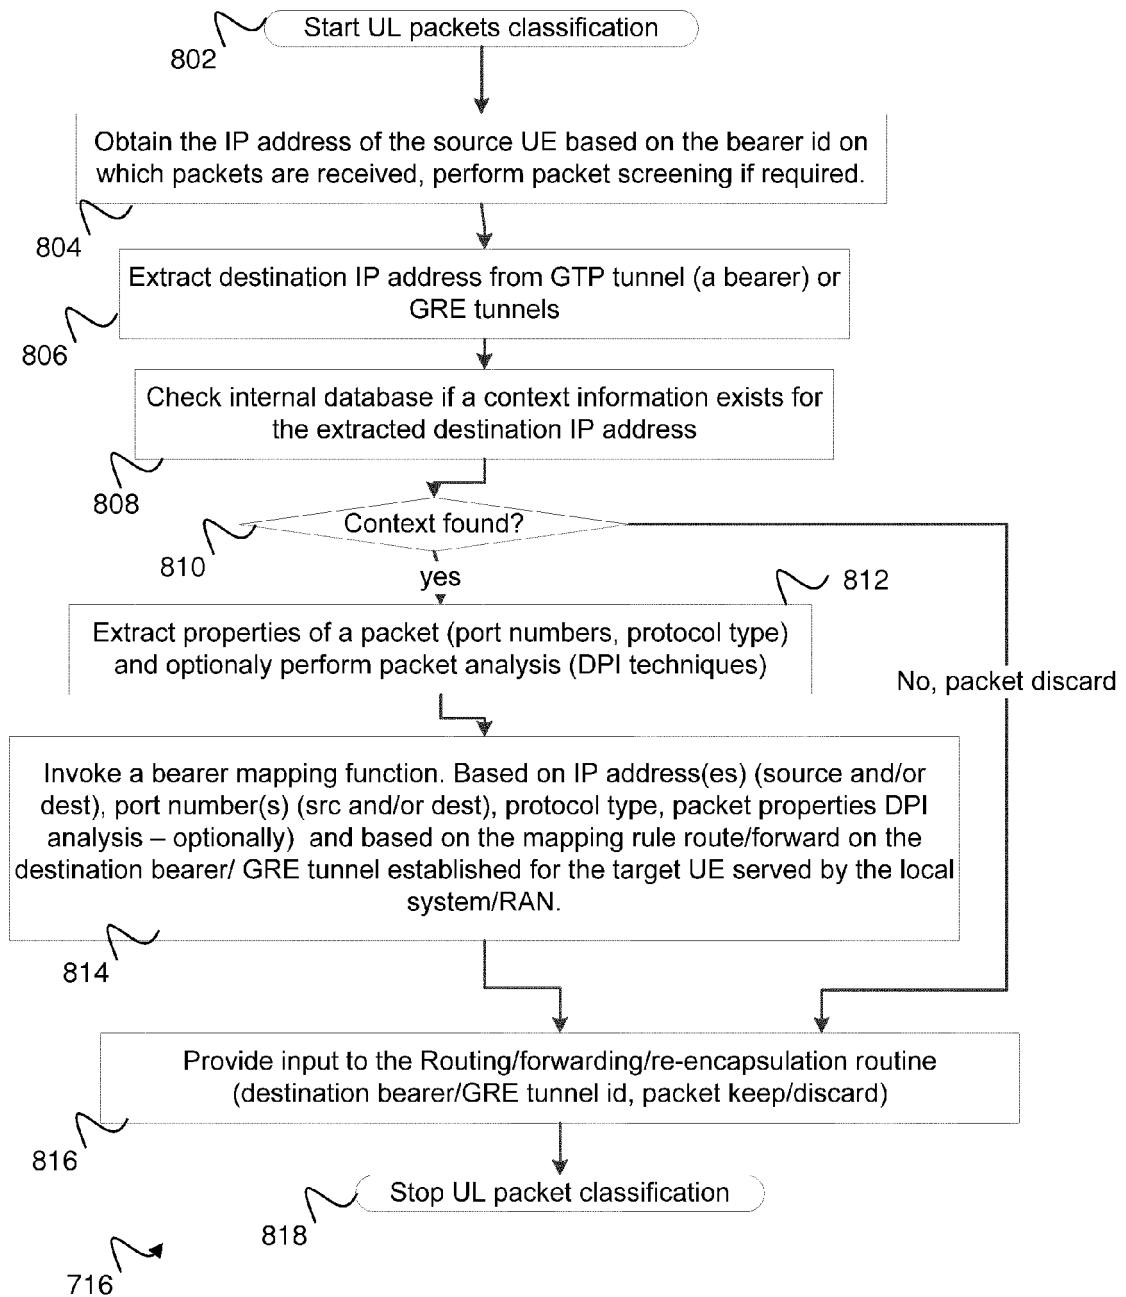 Start UL packets classification
802
Obtain the IP address of the source UE based on the bearer id on
which packets are received, perform packet screening if required.
804
Extract destination IP address from GTP tunnel (a bearer) or
GRE tunnels
806
Check internal database if a context information exists for
the extracted destination IP address
808
Context found?
810
yes
812
Extract properties of a packet (port numbers, protocol type)
and optionaly perform packet analysis (DPI techniques)
No, packet discard
Invoke a bearer mapping function. Based on IP address(es) (source and/or
dest), port number(s) (src and/or dest), protocol type, packet properties DPI
analysis – optionally) and based on the mapping rule route/forward on the
destination bearer/ GRE tunnel established for the target UE served by the local
system/RAN.
814
Provide input to the Routing/forwarding/re-encapsulation routine
(destination bearer/GRE tunnel id, packet keep/discard)
816
Stop UL packet classification
818
716